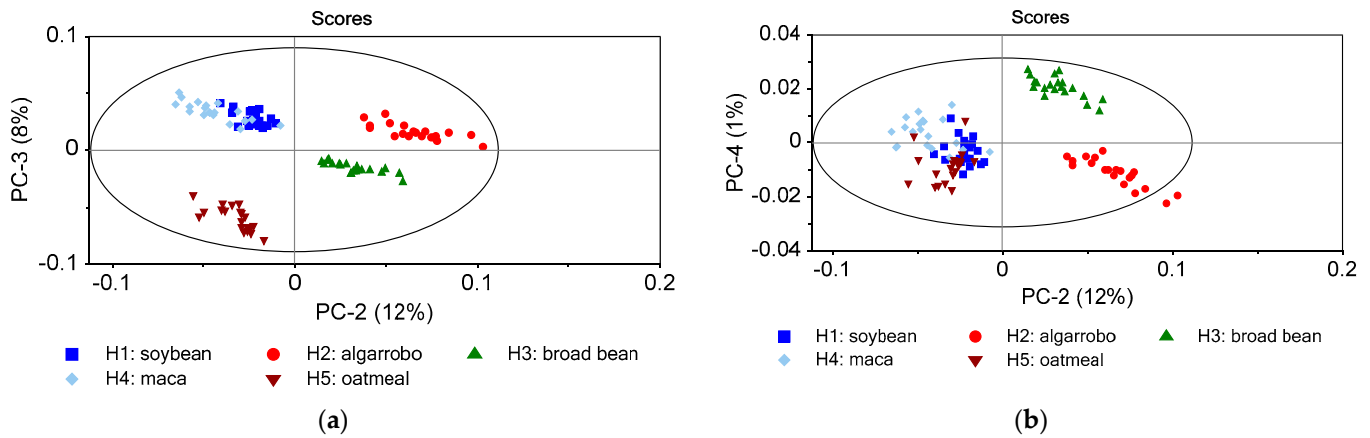 Scores
0.1
0
-0.1
PC-3 (8%)
-0.1
0
0.1
0.2
PC-2 (12%)
H1: soybean
H2: algarrobo
H3: broad bean
H4: maca
H5: oatmeal
(a)
Scores
0.04
0.02
0
-0.02
-0.04
PC-4 (1%)
-0.1
0
0.1
0.2
PC-2 (12%)
H1: soybean
H2: algarrobo
H3: broad bean
H4: maca
H5: oatmeal
(b)